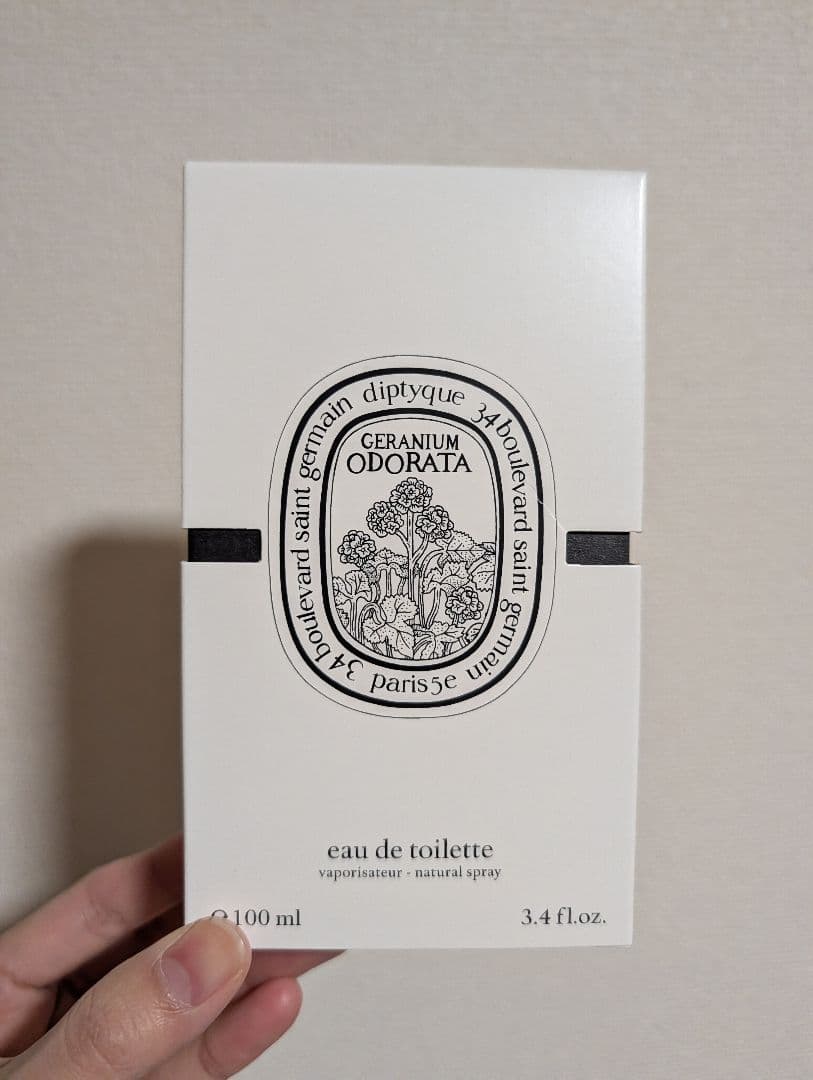 diptyque
34 boulevard saint germain
paris 5e
34 boulevard saint germain
GERANIUM
ODORATA
eau de toilette
vaporisateur - natural spray
100 ml
3.4 fl.oz.